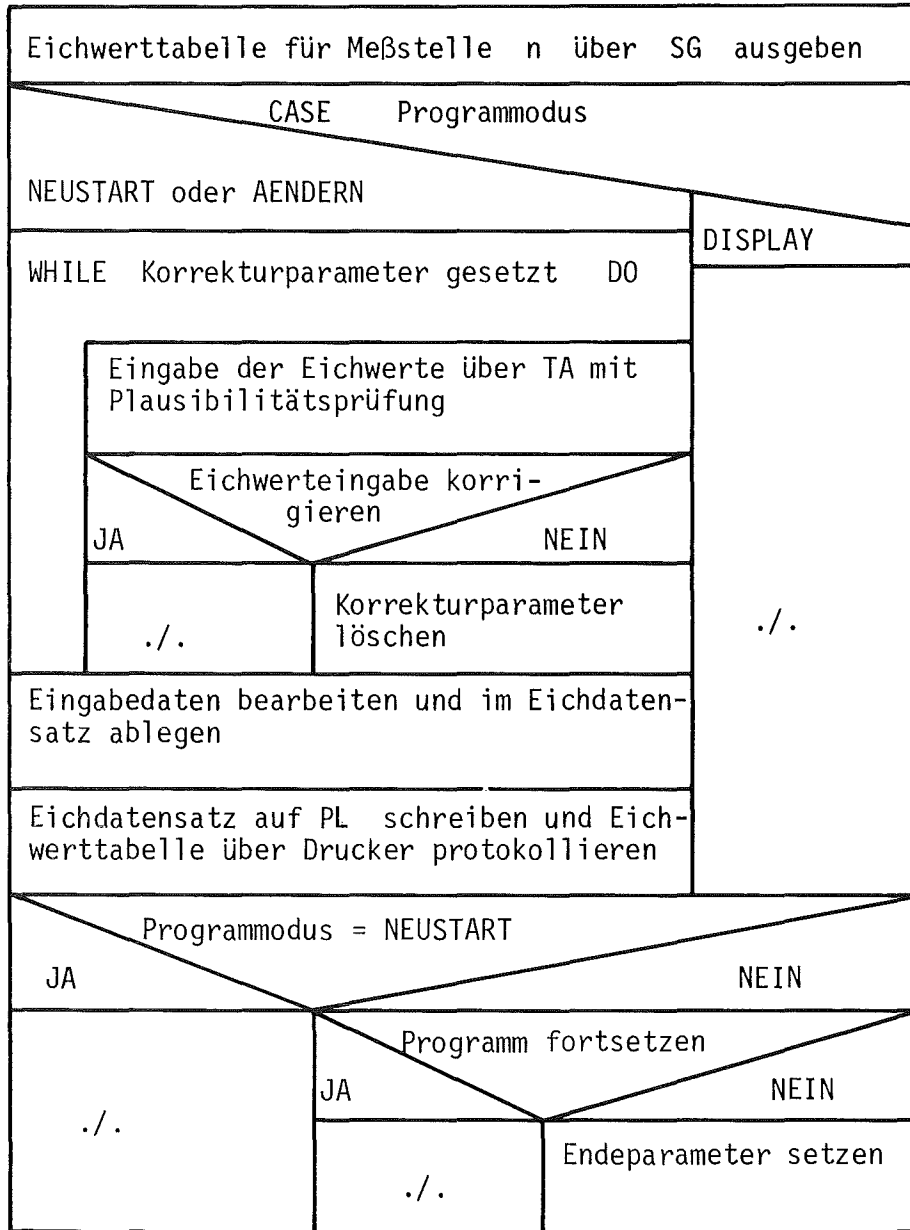 Eichwerttabelle für Meßstelle n über SG ausgeben
CASE Programmodus
NEUSTART oder AENDERN
DISPLAY
WHILE Korrekturparameter gesetzt DO
Eingabe der Eichwerte über TA mit
Plausibilitätsprüfung
Eichwerteingabe korri-
gieren
JA
NEIN
./.
Korrekturparameter
löschen
./.
Eingabedaten bearbeiten und im Eichdaten-
satz ablegen
Eichdatensatz auf PL schreiben und Eich-
werttabelle über Drucker protokollieren
Programmodus = NEUSTART
JA
NEIN
Programm fortsetzen
JA
NEIN
./.
./.
Endeparameter setzen